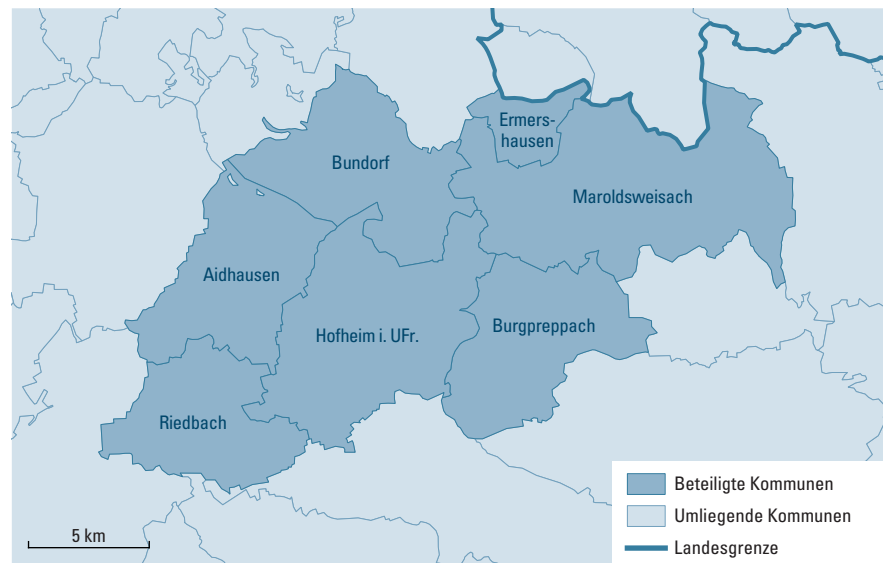 Ermers-
hausen
Bundorf
Maroldsweisach
Aidhausen
Hofheim i. UFr.
Burgpreppach
Riedbach
Beteiligte Kommunen
Umliegende Kommunen
5 km
Landesgrenze